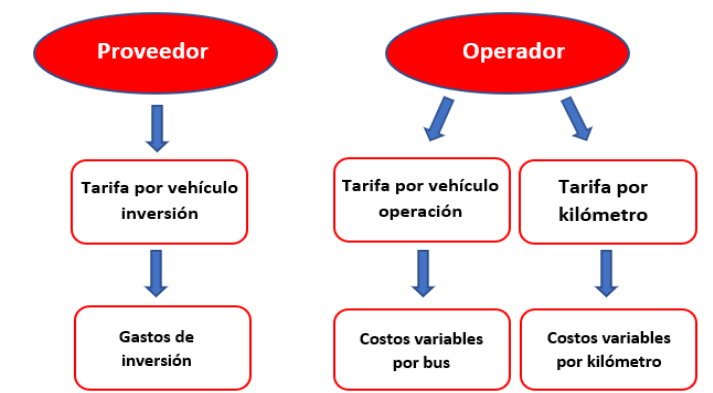 Proveedor
Operador
Tarifa por vehículo
inversión
Tarifa por vehículo
operación
Tarifa por
kilómetro
Gastos de
inversión
Costos variables
por bus
Costos variables
por kilómetro